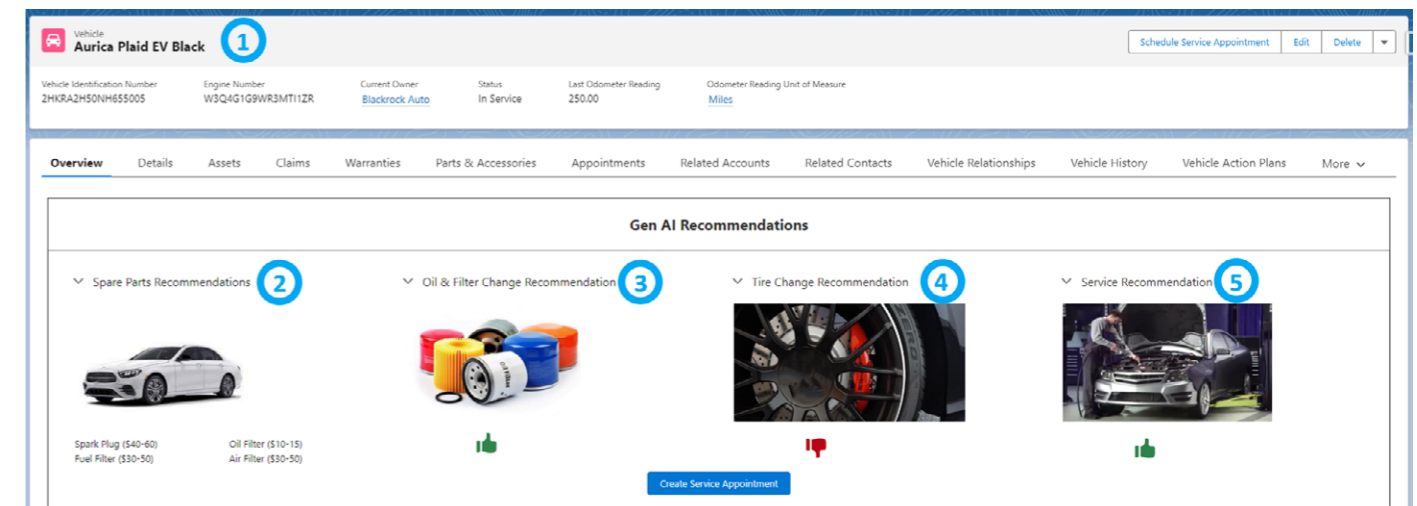 Vehicle
Aurica Plaid EV Black
1
Schedule Service Appointment Edit Delete
Vehicle Identification Number Engine Number Current Owner Status Last Odometer Reading Odometer Reading Unit of Measure
2HKRA2H50NH655005 W3Q4G1G9WR3MTI1ZR Blackrock Auto In Service 250.00 Miles
Overview Details Assets Claims Warranties Parts & Accessories Appointments Related Accounts Related Contacts Vehicle Relationships Vehicle History Vehicle Action Plans More
Gen AI Recommendations
Spare Parts Recommendations 2 Oil & Filter Change Recommendation 3 Tire Change Recommendation 4 Service Recommendation 5
Spark Plug ($40-60) Oil Filter ($10-15)
Fuel Filter ($30-50) Air Filter ($30-50)
Create Service Appointment